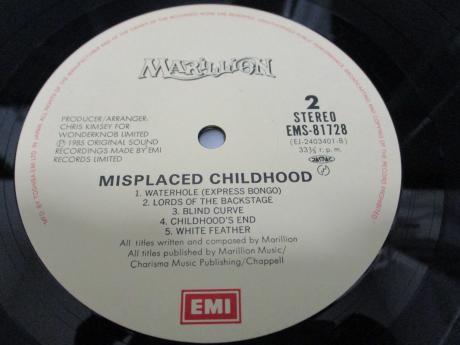 MARILLION
2
STEREO
EMS-81728
(EJ-2403401-B)
33⅓ r. p. m.
PRODUCER/ARRANGER:
CHRIS KIMSEY FOR
WONDERKNOB LIMITED
Ⓟ 1985 ORIGINAL SOUND
RECORDINGS MADE BY EMI
RECORDS LIMITED
MISPLACED CHILDHOOD
1. WATERHOLE (EXPRESS BONGO)
2. LORDS OF THE BACKSTAGE
3. BLIND CURVE
4. CHILDHOOD'S END
5. WHITE FEATHER
All titles written and composed by Marillion
All titles published by Marillion Music/
Charisma Music Publishing/Chappell
EMI